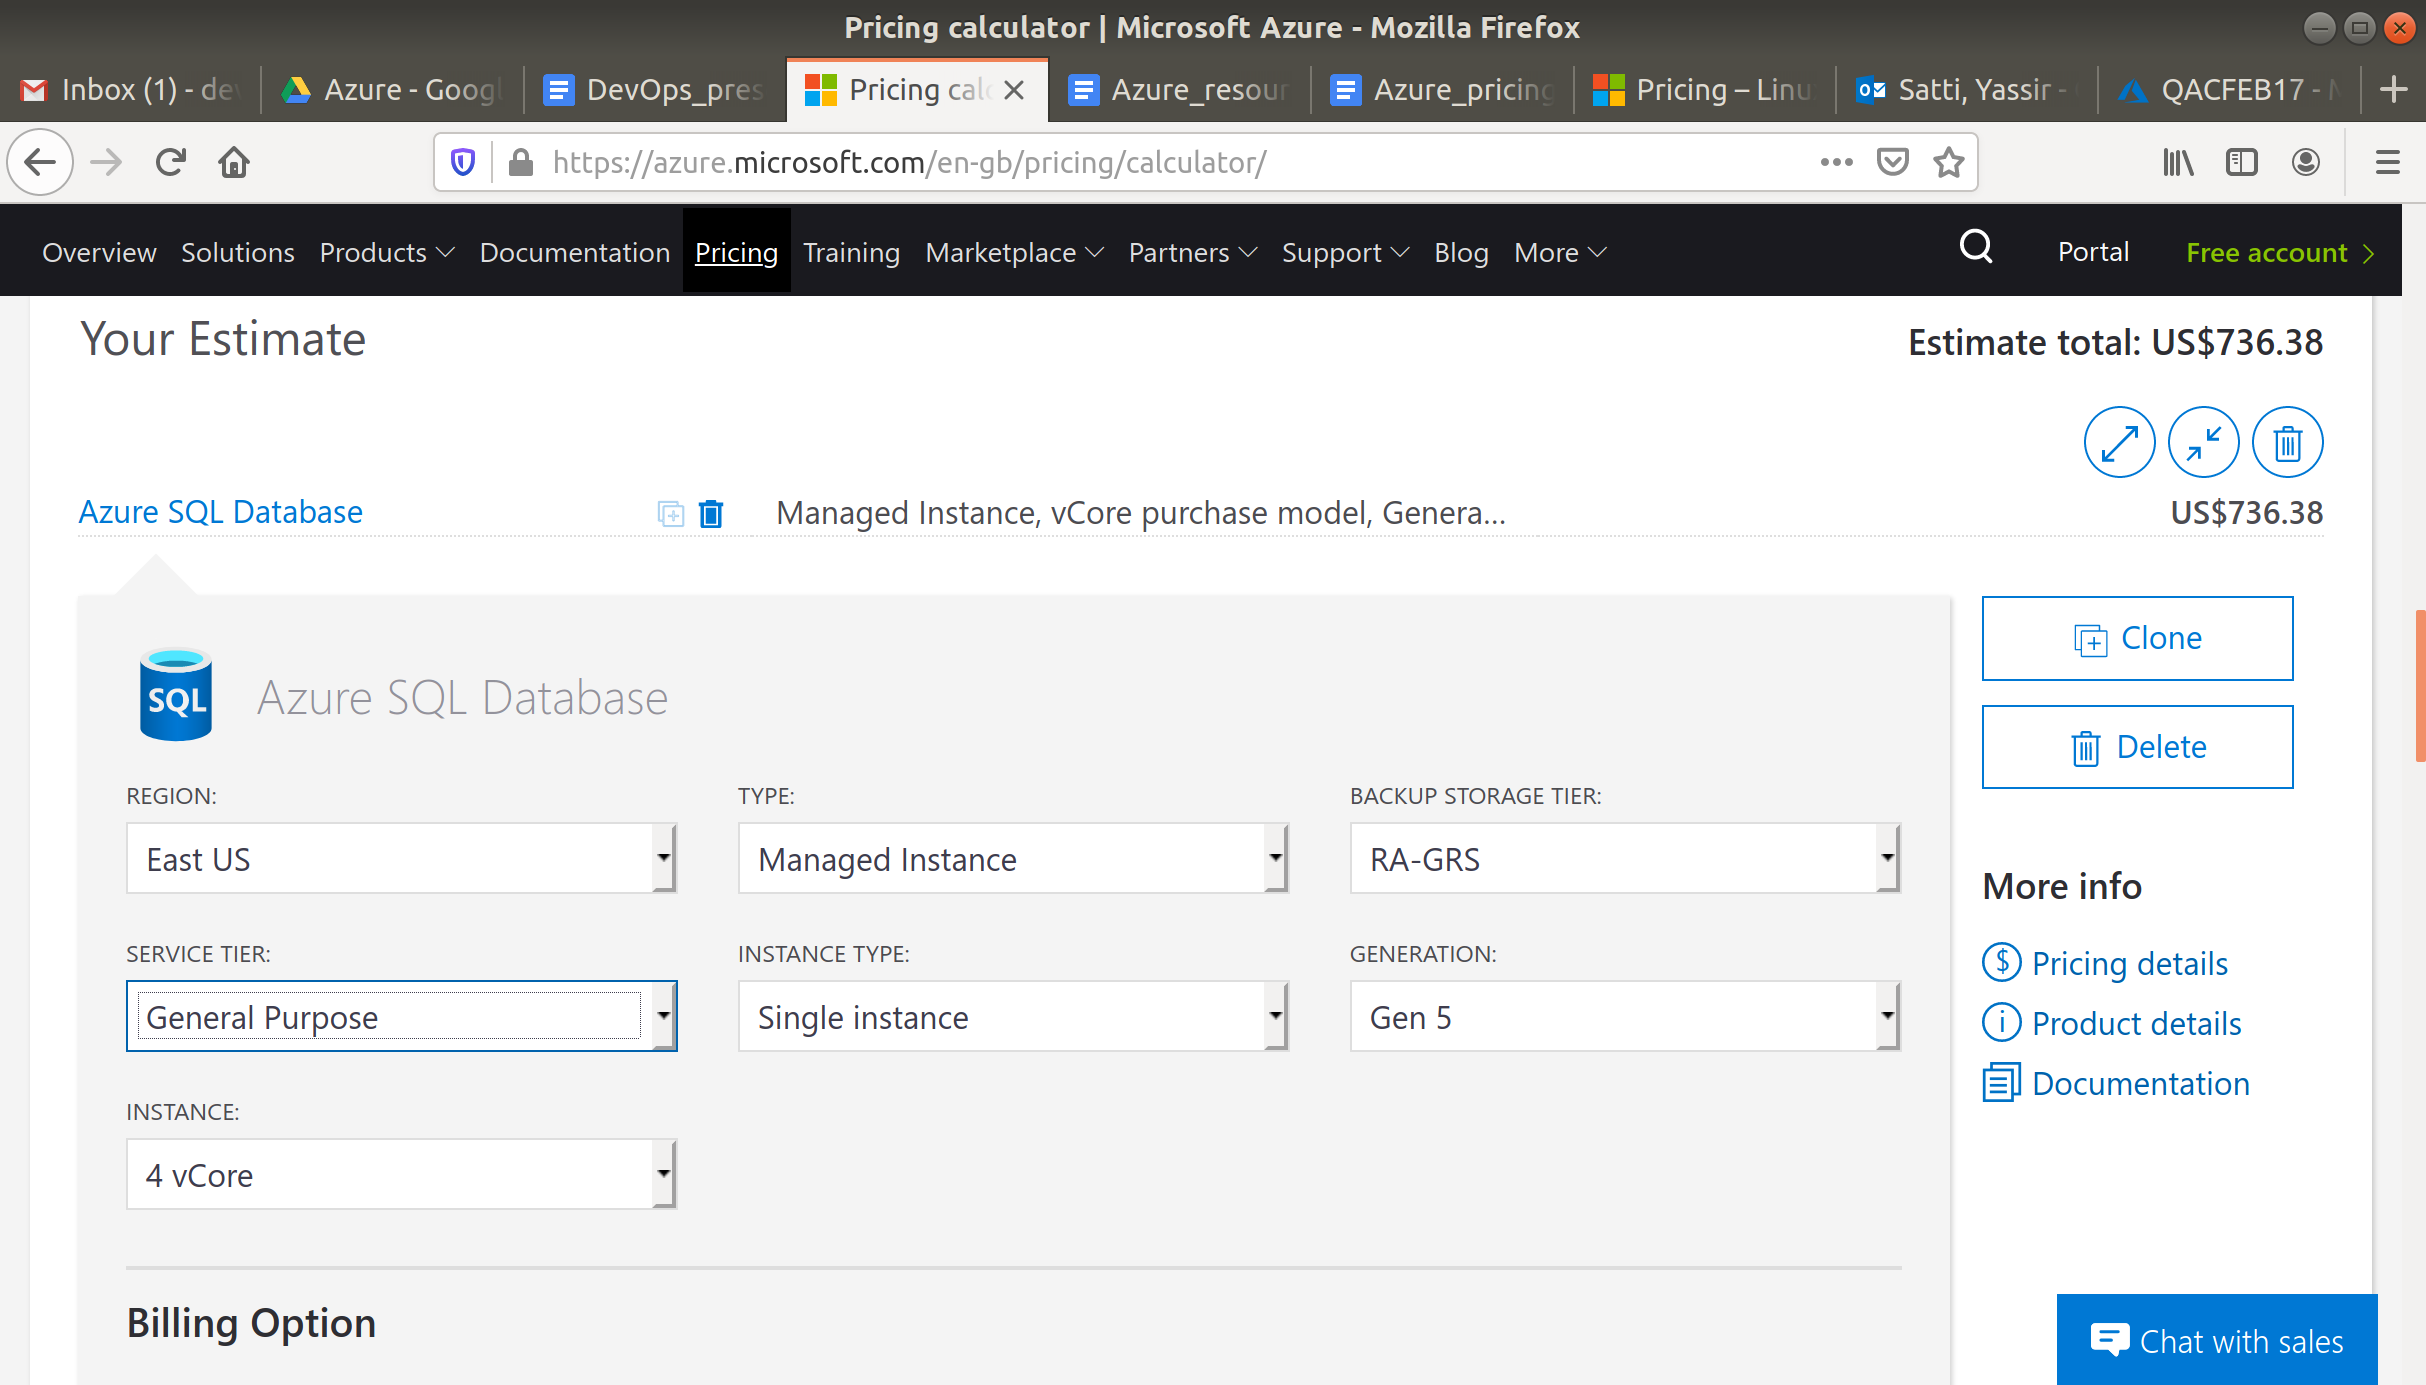 Pricing calculator | Microsoft Azure - Mozilla Firefox
Inbox (1) - dev
Azure - Googl
DevOps_pres
Pricing calc
Azure_resour
Azure_pricing
Pricing – Linu
Satti, Yassir -
QACFEB17 - M
https://azure.microsoft.com/en-gb/pricing/calculator/
Overview Solutions Products Documentation Pricing Training Marketplace Partners Support Blog More Portal Free account
Your Estimate
Estimate total: US$736.38
Azure SQL Database
Managed Instance, vCore purchase model, Genera...
US$736.38
SQL
Azure SQL Database
Clone
Delete
REGION:
TYPE:
BACKUP STORAGE TIER:
East US
Managed Instance
RA-GRS
More info
SERVICE TIER:
INSTANCE TYPE:
GENERATION:
General Purpose
Single instance
Gen 5
Pricing details
Product details
Documentation
INSTANCE:
4 vCore
Billing Option
Chat with sales